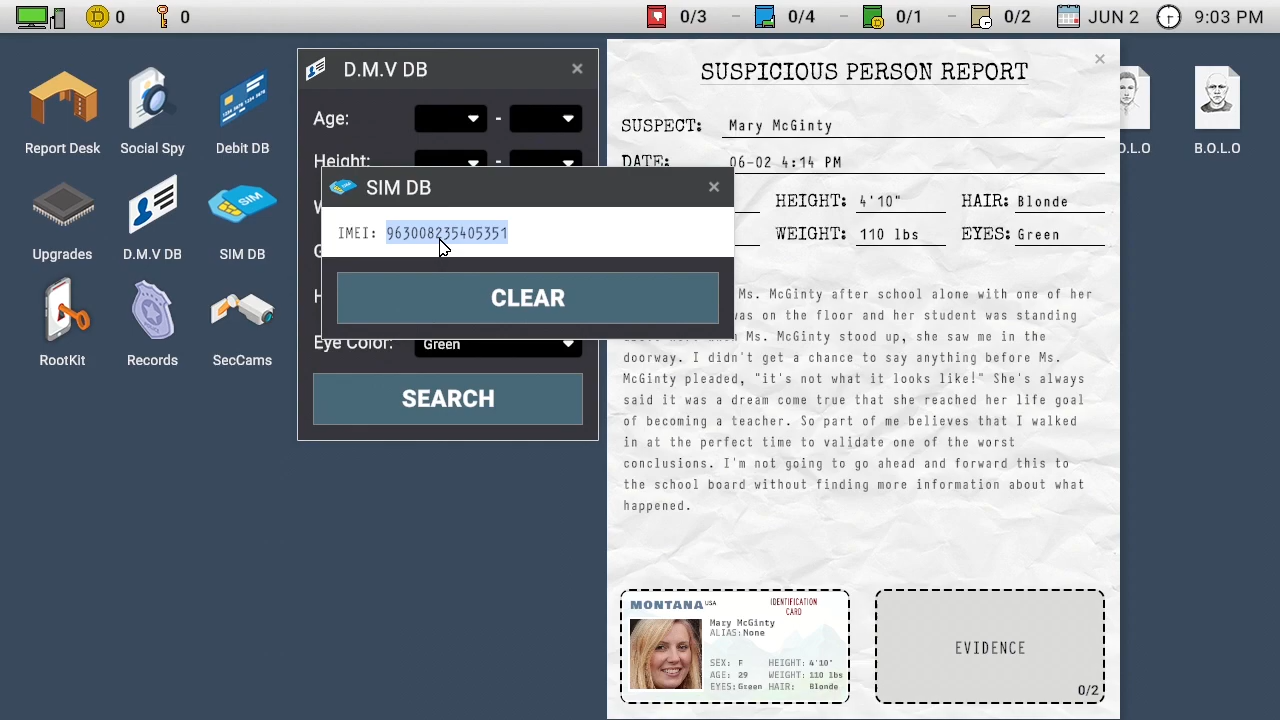 0
0
0/3
0/4
0/1
0/2
JUN 2
9:03 PM
Report Desk
Social Spy
Debit DB
Upgrades
D.M.V DB
SIM DB
RootKit
Records
SecCams
D.M.V DB
×
Age:
-
Height:
-
Eye Color:
Green
SEARCH
SIM DB
×
IMEI: 963008235405351
CLEAR
SUSPICIOUS PERSON REPORT
×
SUSPECT: Mary McGinty
DATE: 06-02 4:14 PM
HEIGHT: 4'10" HAIR: Blonde
WEIGHT: 110 lbs EYES: Green
Ms. McGinty after school alone with one of her
was on the floor and her student was standing
Ms. McGinty stood up, she saw me in the
doorway. I didn't get a chance to say anything before Ms.
McGinty pleaded, "it's not what it looks like!" She's always
said it was a dream come true that she reached her life goal
of becoming a teacher. So part of me believes that I walked
in at the perfect time to validate one of the worst
conclusions. I'm not going to go ahead and forward this to
the school board without finding more information about what
happened.
MONTANA USA
IDENTIFICATION
CARD
Mary McGinty
ALIAS: None
SEX: F HEIGHT: 4'10"
AGE: 29 WEIGHT: 110 lbs
EYES: Green HAIR: Blonde
EVIDENCE
0/2
.L.O
B.O.L.O